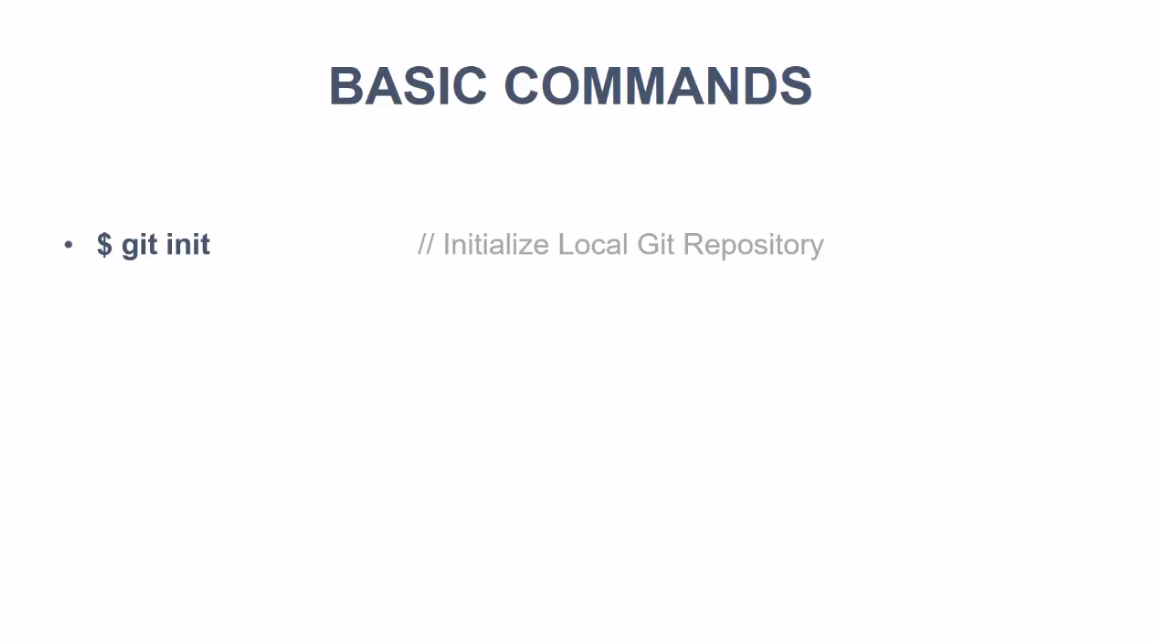 BASIC COMMANDS
• $ git init // Initialize Local Git Repository